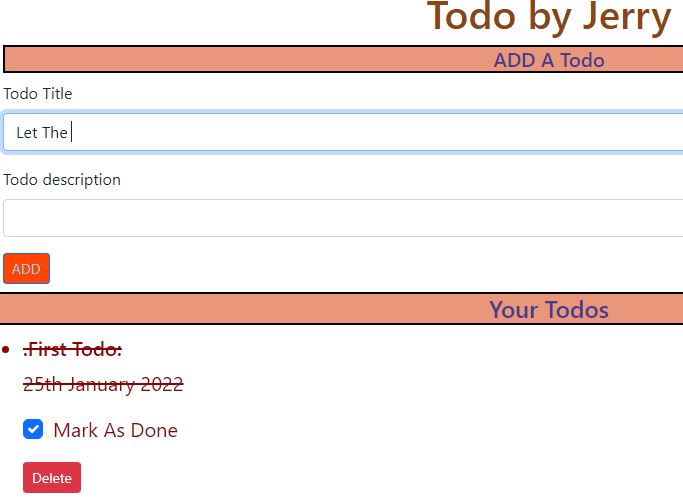 Todo by Jerry
ADD A Todo
Todo Title
Let The
Todo description
ADD
Your Todos
.First Todo:
25th January 2022
Mark As Done
Delete